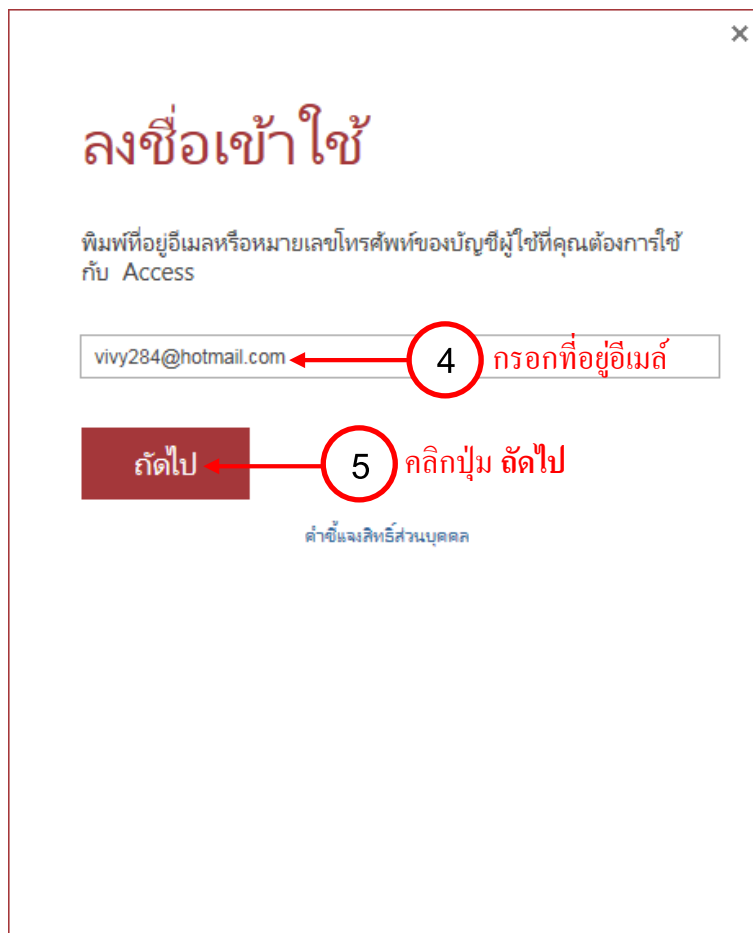 ×
ลงชื่อเข้าใช้
พิมพ์ที่อยู่อีเมลหรือหมายเลขโทรศัพท์ของบัญชีผู้ใช้ที่คุณต้องการใช้
กับ Access
vivy284@hotmail.com 4 กรอกที่อยู่อีเมล์
ถัดไป 5 คลิกปุ่ม ถัดไป
คำชี้แจงสิทธิ์ส่วนบุคคล